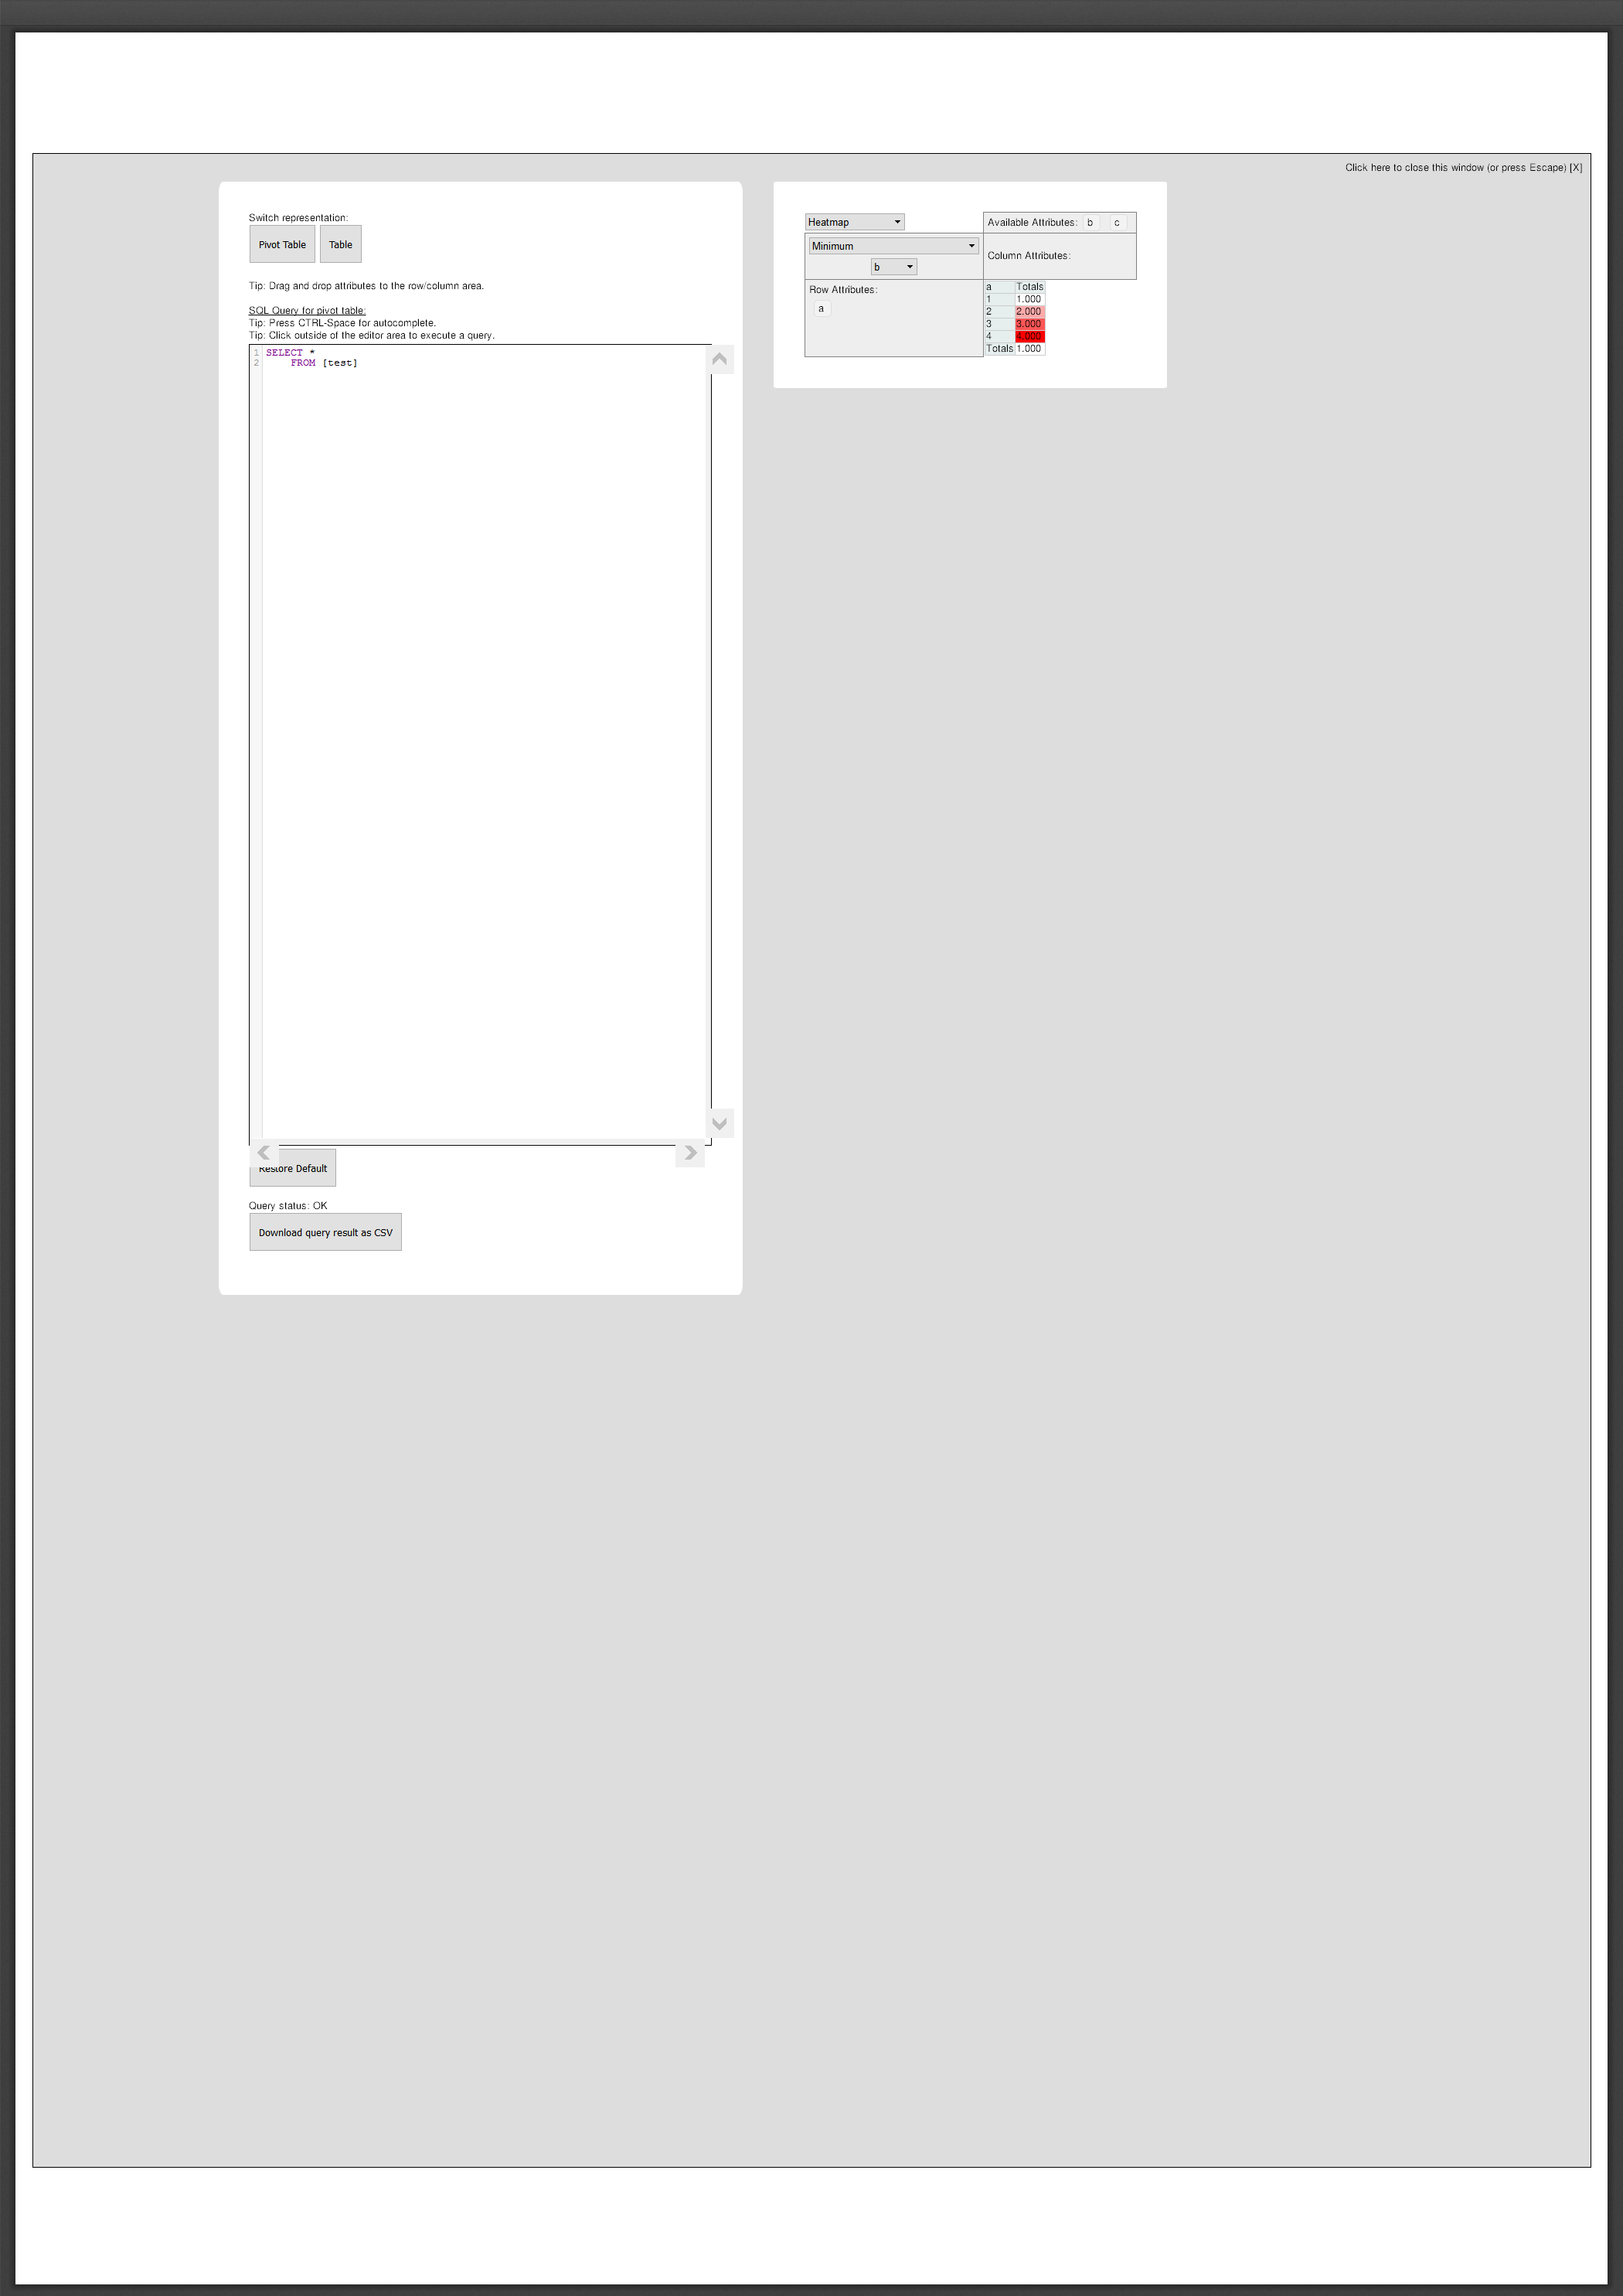 Click here to close this window (or press Escape) [X]
Switch representation:
Pivot Table Table
Tip: Drag and drop attributes to the row/column area.
SQL Query for pivot table:
Tip: Press CTRL-Space for autocomplete.
Tip: Click outside of the editor area to execute a query.
1 SELECT *
2 FROM [test]
Restore Default
Query status: OK
Download query result as CSV
Heatmap
Available Attributes: b c
Minimum
b
Column Attributes:
Row Attributes:
a
a Totals
1 1.000
2 2.000
3 3.000
4 4.000
Totals 1.000